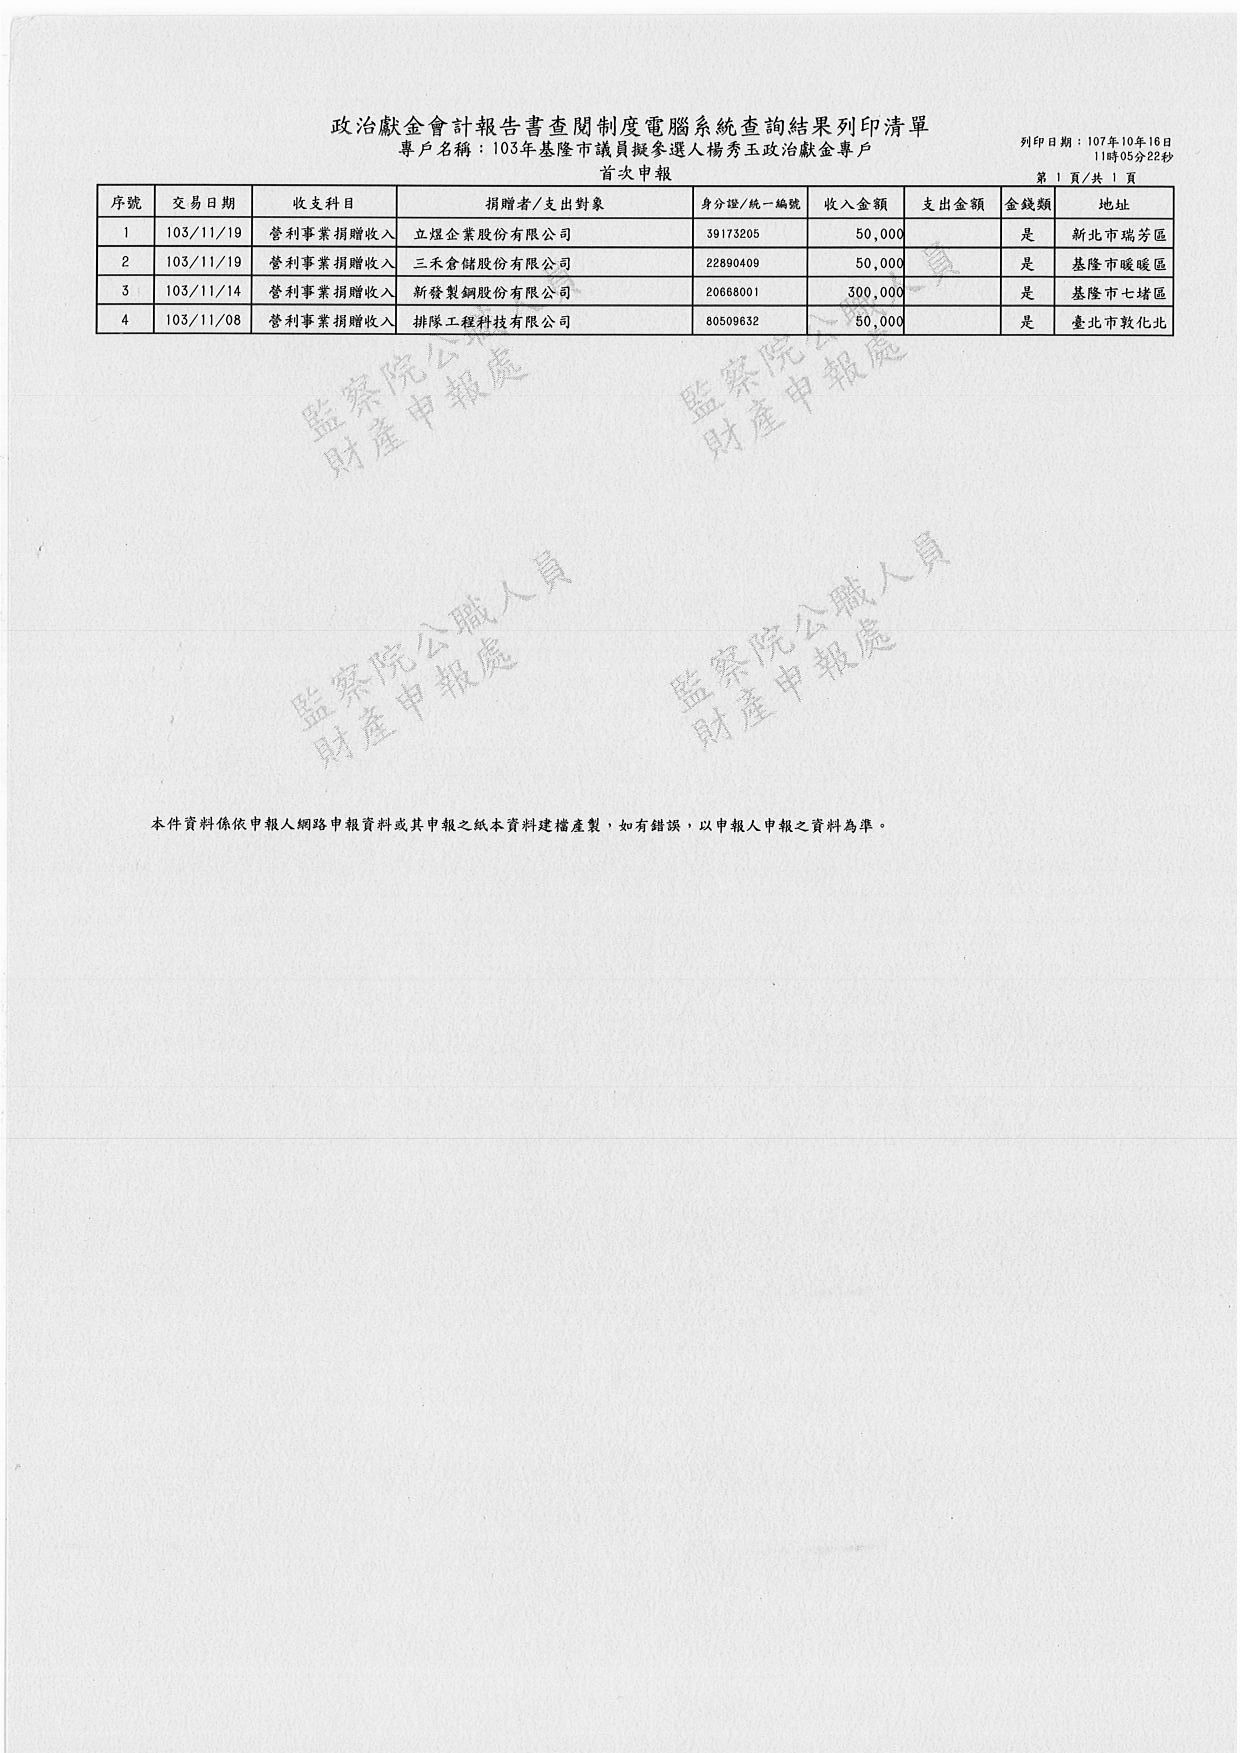 政治獻金會計報告書查閱制度電腦系統查詢結果列印清單
專戶名稱：103年基隆市議員擬參選人楊秀玉政治獻金專戶
列印日期：107年10年16日
11時05分22秒
首次申報
第 1 頁/共 1 頁
序號 交易日期 收支科目 捐贈者/支出對象 身分證/統一編號 收入金額 支出金額 金錢類 地址
1 103/11/19 營利事業捐贈收入 立煜企業股份有限公司 39173205 50,000 是 新北市瑞芳區
2 103/11/19 營利事業捐贈收入 三禾倉儲股份有限公司 22890409 50,000 是 基隆市暖暖區
3 103/11/14 營利事業捐贈收入 新發製鋼股份有限公司 20668001 300,000 是 基隆市七堵區
4 103/11/08 營利事業捐贈收入 排隊工程科技有限公司 80509632 50,000 是 臺北市敦化北
監察院公職人員
財產申報處
監察院公職人員
財產申報處
監察院公職人員
財產申報處
監察院公職人員
財產申報處
本件資料係依申報人網路申報資料或其申報之紙本資料建檔產製，如有錯誤，以申報人申報之資料為準。